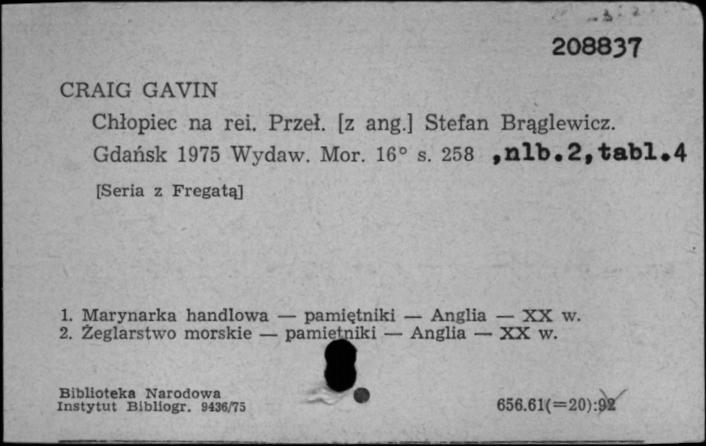 208837
CRAIG GAVIN
Chłopiec na rei. Przeł. [z ang.] Stefan Brąglewicz.
Gdańsk 1975 Wydaw. Mor. 16° s. 258 ,nlb.2,tabl.4
[Seria z Fregatą]
1. Marynarka handlowa — pamiętniki — Anglia — XX w.
2. Żeglarstwo morskie — pamiętniki — Anglia — XX w.
Biblioteka Narodowa
Instytut Bibliogr. 9436/75
656.61(=20):92